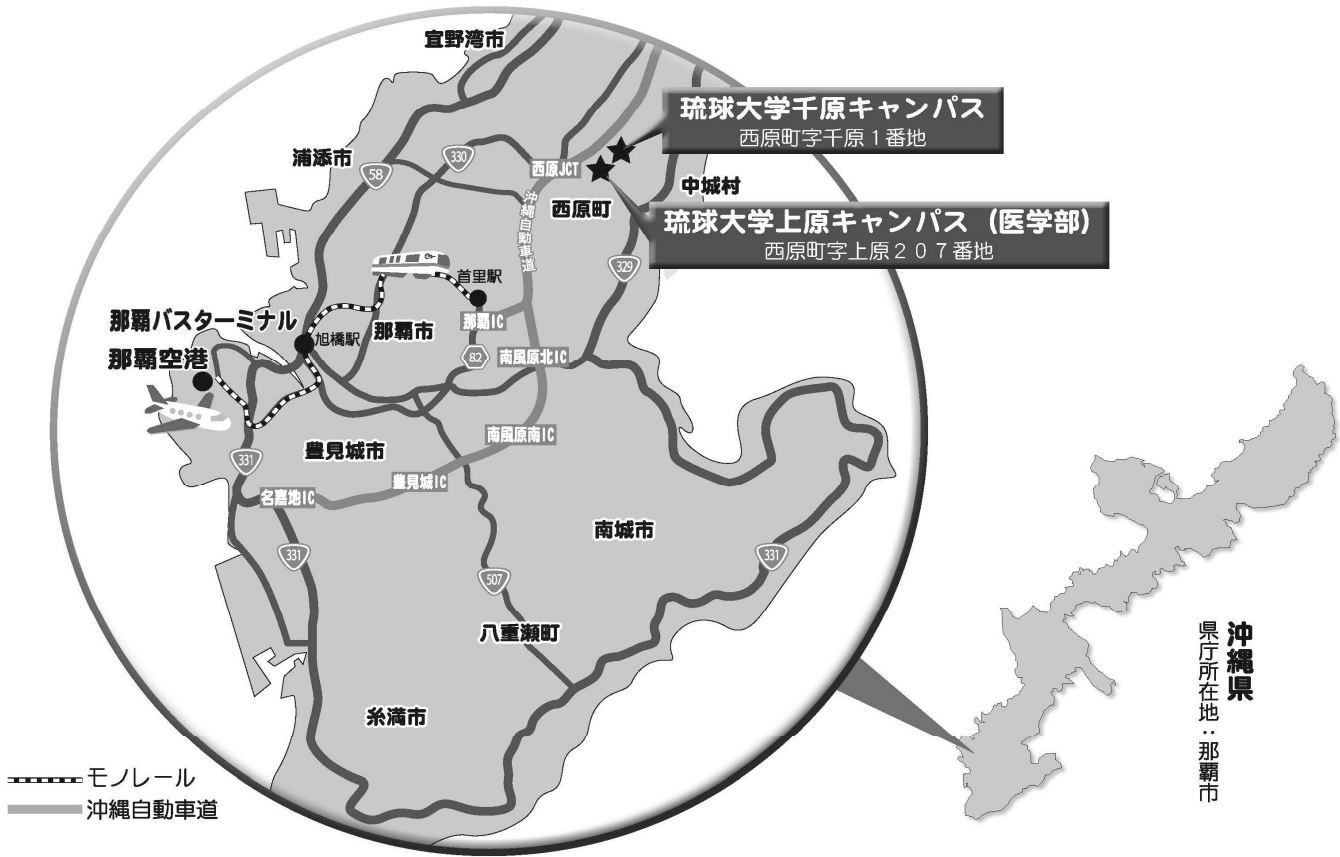 宜野湾市
琉球大学千原キャンパス
西原町字千原1番地
浦添市
330
58
西原JCT
中城村
沖縄自動車道
西原町
琉球大学上原キャンパス（医学部）
西原町字上原２０７番地
329
首里駅
那覇バスターミナル
旭橋駅
那覇市
那覇IC
那覇空港
82
南風原北IC
南風原南IC
豊見城市
331
豊見城IC
名嘉地IC
南城市
331
331
507
八重瀬町
糸満市
沖縄県
県庁所在地：那覇市
モノレール
沖縄自動車道